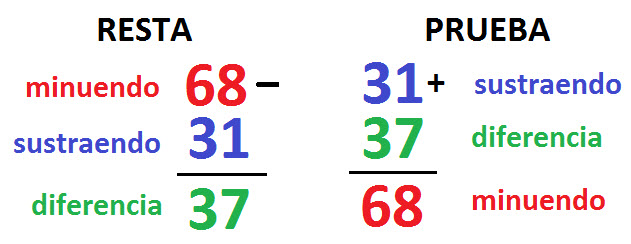 RESTA
minuendo 68 –
sustraendo 31
diferencia 37
PRUEBA
31 + sustraendo
37 diferencia
68 minuendo